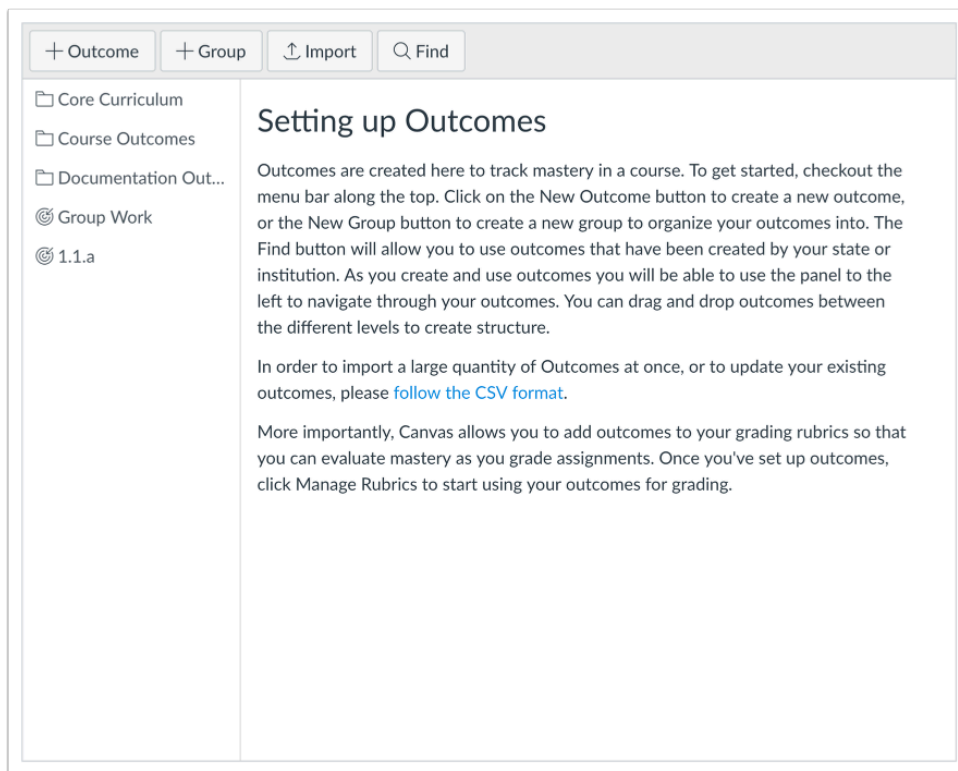 + Outcome + Group Import Find
Core Curriculum
Course Outcomes
Documentation Out...
Group Work
1.1.a
Setting up Outcomes
Outcomes are created here to track mastery in a course. To get started, checkout the
menu bar along the top. Click on the New Outcome button to create a new outcome,
or the New Group button to create a new group to organize your outcomes into. The
Find button will allow you to use outcomes that have been created by your state or
institution. As you create and use outcomes you will be able to use the panel to the
left to navigate through your outcomes. You can drag and drop outcomes between
the different levels to create structure.
In order to import a large quantity of Outcomes at once, or to update your existing
outcomes, please follow the CSV format.
More importantly, Canvas allows you to add outcomes to your grading rubrics so that
you can evaluate mastery as you grade assignments. Once you've set up outcomes,
click Manage Rubrics to start using your outcomes for grading.